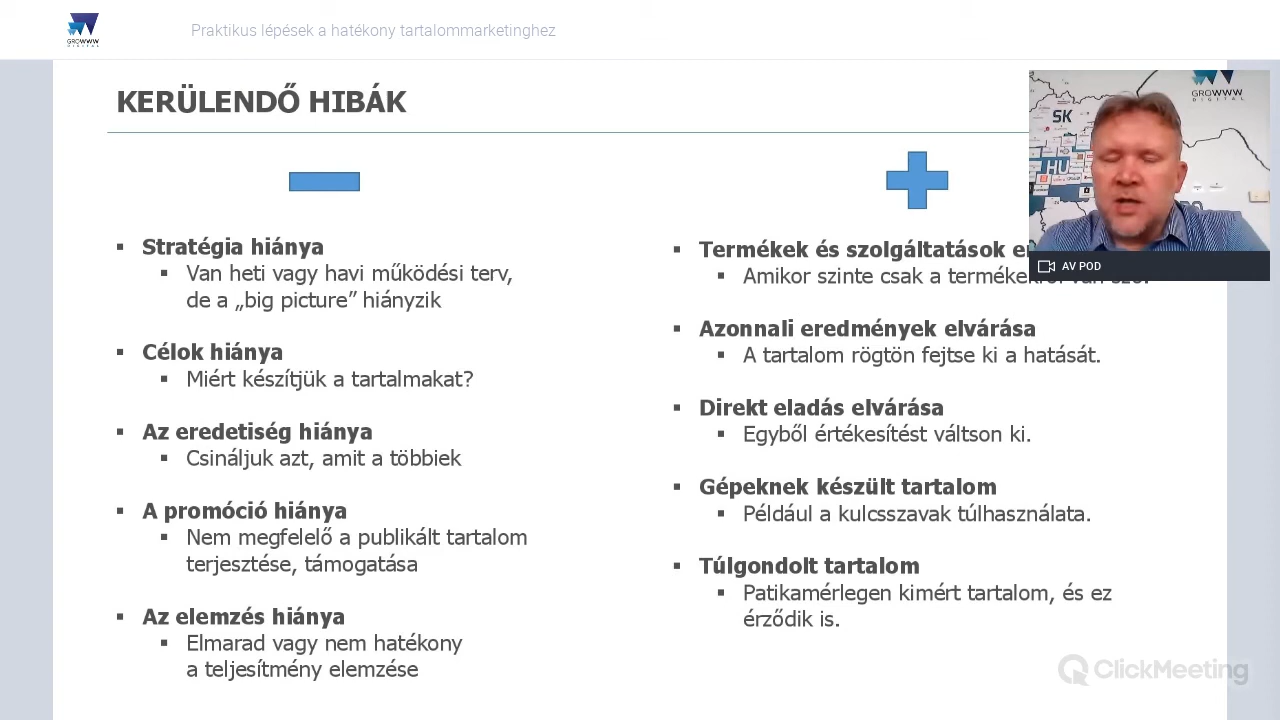 GROWWW
DIGITAL
Praktikus lépések a hatékony tartalommarketinghez
KERÜLENDŐ HIBÁK
▪ Stratégia hiánya
▪ Van heti vagy havi működési terv,
de a „big picture” hiányzik
▪ Célok hiánya
▪ Miért készítjük a tartalmakat?
▪ Az eredetiség hiánya
▪ Csináljuk azt, amit a többiek
▪ A promóció hiánya
▪ Nem megfelelő a publikált tartalom
terjesztése, támogatása
▪ Az elemzés hiánya
▪ Elmarad vagy nem hatékony
a teljesítmény elemzése
▪ Termékek és szolgáltatások
▪ Amikor szinte csak a
▪ Azonnali eredmények elvárása
▪ A tartalom rögtön fejtse ki a hatását.
▪ Direkt eladás elvárása
▪ Egyből értékesítést váltson ki.
▪ Gépeknek készült tartalom
▪ Például a kulcsszavak túlhasználata.
▪ Túlgondolt tartalom
▪ Patikamérlegen kimért tartalom, és ez
érződik is.
GROWWW
DIGITAL
SK
HU
AV POD
ClickMeeting